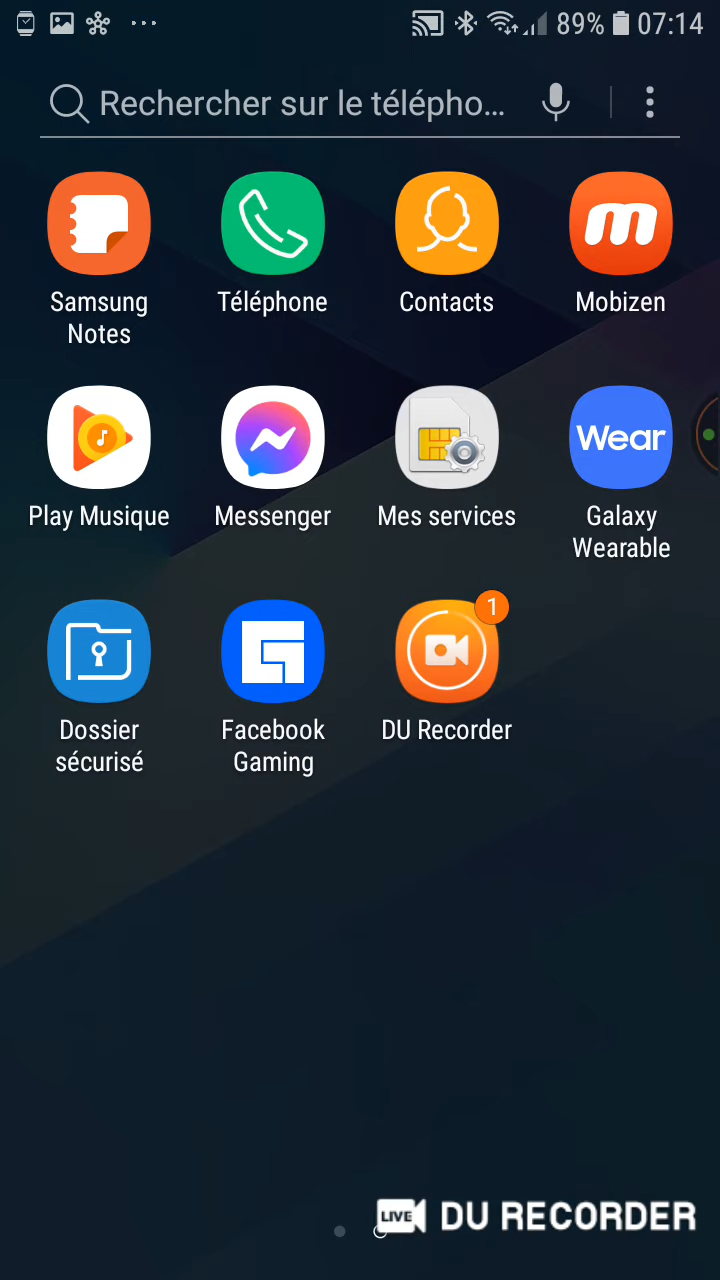 89% 07:14
Rechercher sur le télépho...
Samsung
Notes
Téléphone
Contacts
m
Mobizen
Play Musique
Messenger
Mes services
Wear
Galaxy
Wearable
Dossier
sécurisé
Facebook
Gaming
1
DU Recorder
LIVE DU RECORDER